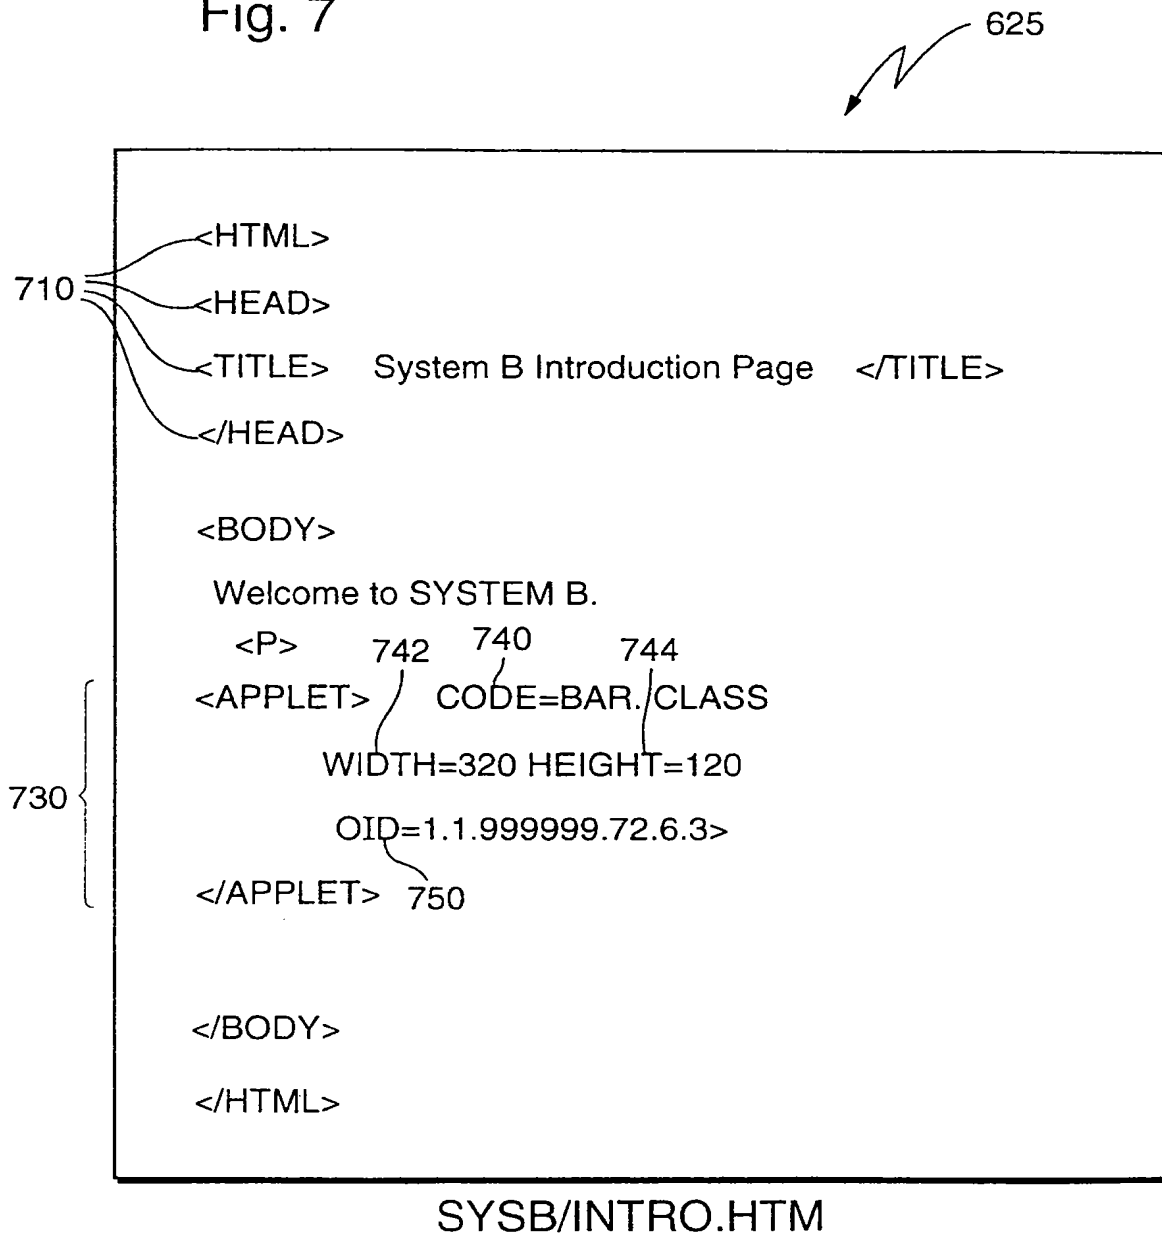 Fig. 7
625
<HTML>
710
<HEAD>
<TITLE> System B Introduction Page </TITLE>
</HEAD>
<BODY>
Welcome to SYSTEM B.
<P>
742 740 744
<APPLET> CODE=BAR. CLASS
WIDTH=320 HEIGHT=120
730
OID=1.1.999999.72.6.3>
</APPLET> 750
</BODY>
</HTML>
SYSB/INTRO.HTM